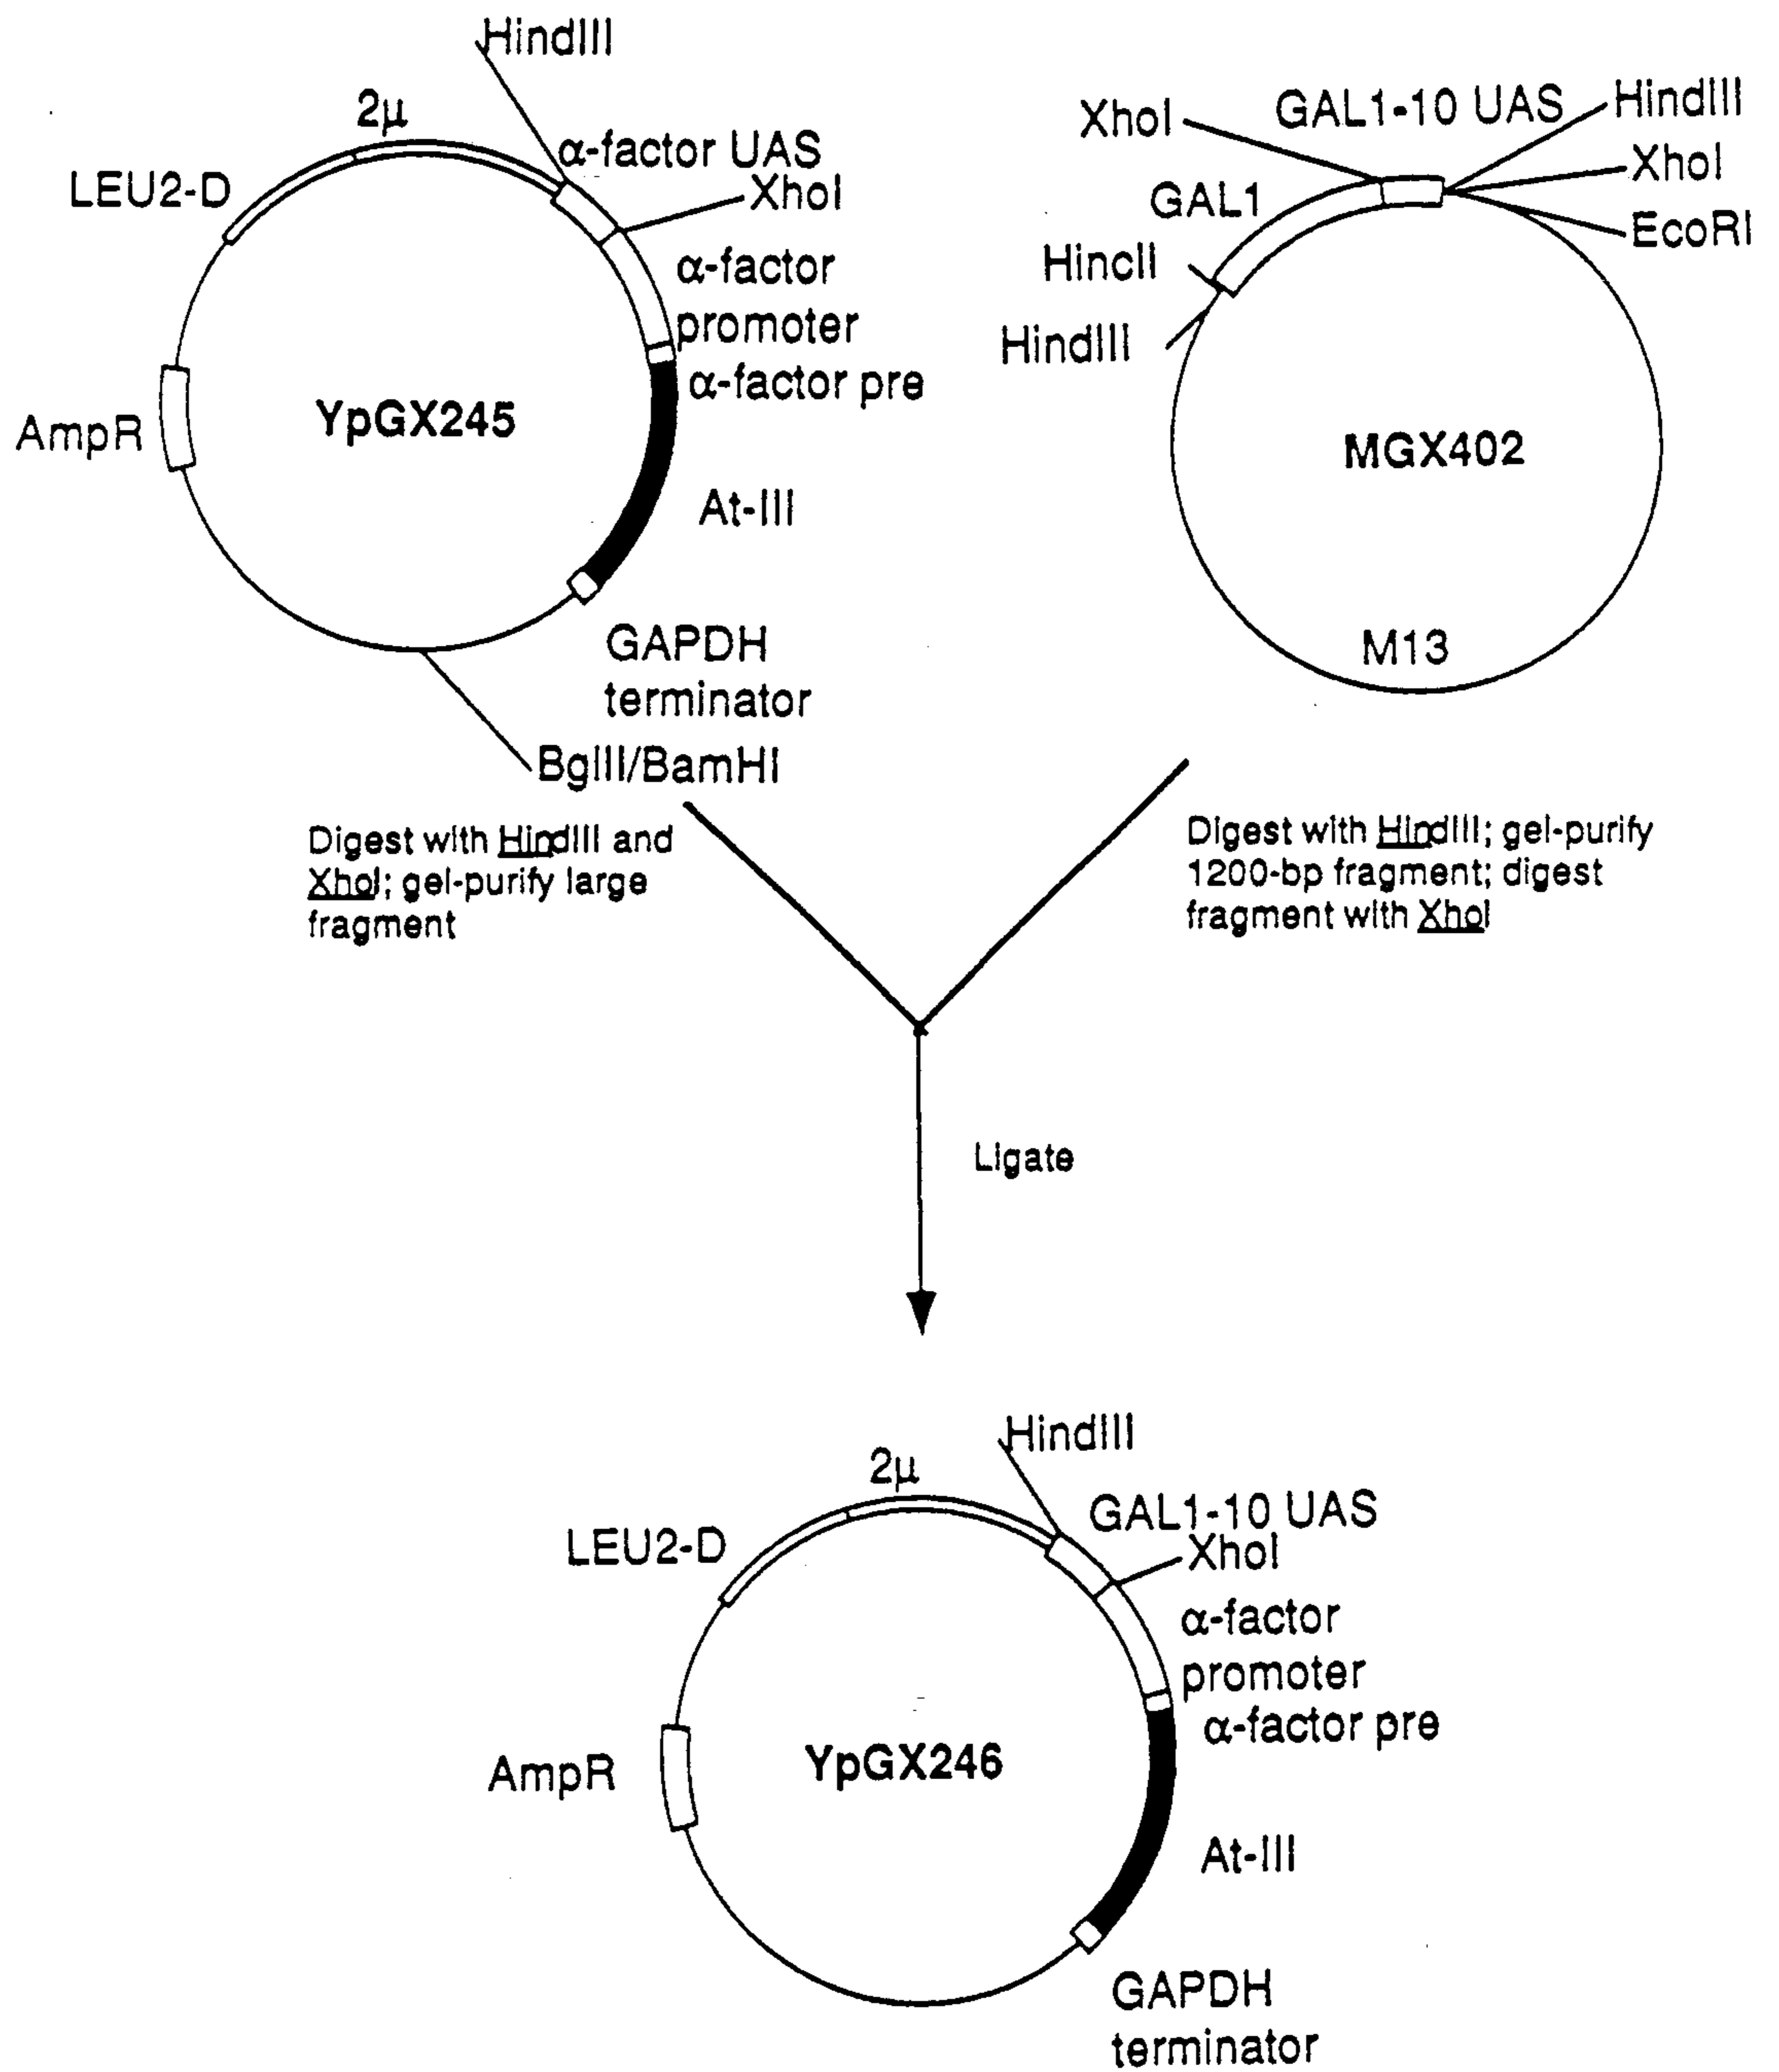 HindIII
2μ
α-factor UAS
XhoI
LEU2-D
α-factor
promoter
α-factor pre
AmpR
YpGX245
At-III
GAPDH
terminator
BglII/BamHI
XhoI
GAL1-10 UAS
HindIII
XhoI
GAL1
EcoRI
HincII
HindIII
MGX402
M13
Digest with HindIII and
XhoI; gel-purify large
fragment
Digest with HindIII; gel-purify
1200-bp fragment; digest
fragment with XhoI
Ligate
HindIII
2μ
GAL1-10 UAS
XhoI
LEU2-D
α-factor
promoter
α-factor pre
AmpR
YpGX246
At-III
GAPDH
terminator